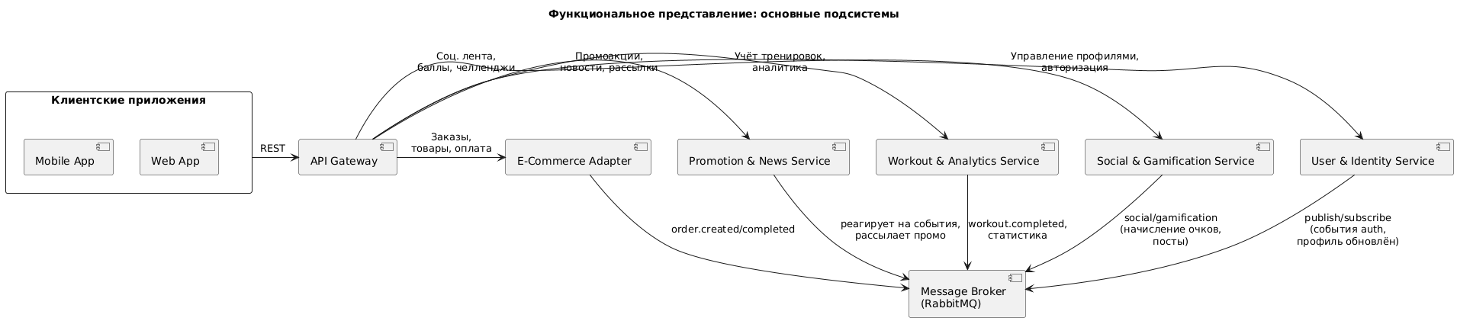 Функциональное представление: основные подсистемы
Соц. лента,
баллы, челленджи
Промоакции,
новости, рассылки
Учёт тренировок,
аналитика
Управление профилями,
авторизация
Клиентские приложения
Mobile App
Web App
REST
API Gateway
Заказы,
товары, оплата
E-Commerce Adapter
Promotion & News Service
Workout & Analytics Service
Social & Gamification Service
User & Identity Service
order.created/completed
реагирует на события,
рассылает промо
workout.completed,
статистика
social/gamification
(начисление очков,
посты)
publish/subscribe
(события auth,
профиль обновлён)
Message Broker
(RabbitMQ)